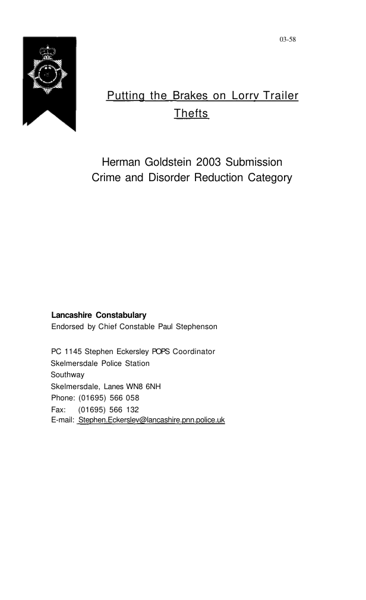 03-58
Putting the Brakes on Lorry Trailer
Thefts
Herman Goldstein 2003 Submission
Crime and Disorder Reduction Category
Lancashire Constabulary
Endorsed by Chief Constable Paul Stephenson
PC 1145 Stephen Eckersley POPS Coordinator
Skelmersdale Police Station
Southway
Skelmersdale, Lanes WN8 6NH
Phone: (01695) 566 058
Fax: (01695) 566 132
E-mail: Stephen.Eckerslev@lancashire.pnn.police.uk